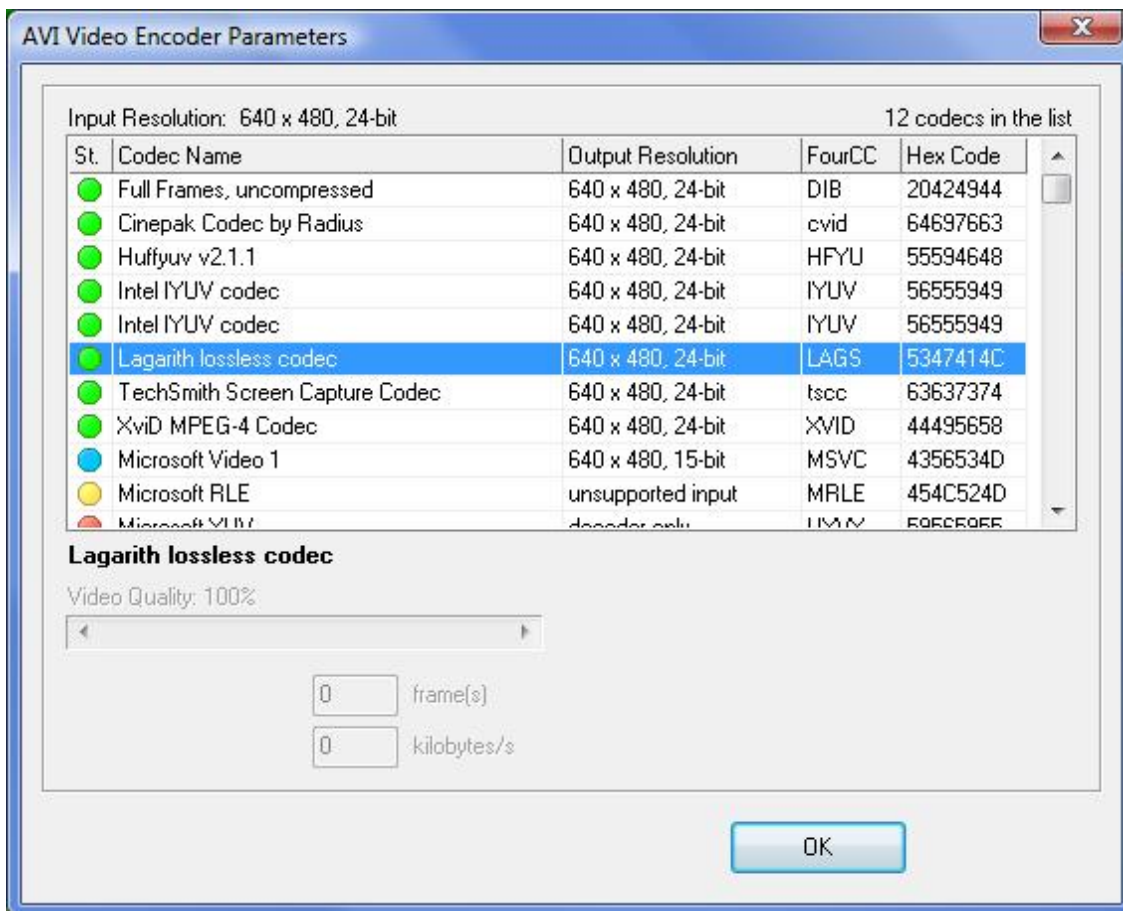 AVI Video Encoder Parameters
Input Resolution: 640 x 480, 24-bit 12 codecs in the list
St. Codec Name Output Resolution FourCC Hex Code
Full Frames, uncompressed 640 x 480, 24-bit DIB 20424944
Cinepak Codec by Radius 640 x 480, 24-bit cvid 64697663
Huffyuv v2.1.1 640 x 480, 24-bit HFYU 55594648
Intel IYUV codec 640 x 480, 24-bit IYUV 56555949
Intel IYUV codec 640 x 480, 24-bit IYUV 56555949
Lagarith lossless codec 640 x 480, 24-bit LAGS 5347414C
TechSmith Screen Capture Codec 640 x 480, 24-bit tscc 63637374
XviD MPEG-4 Codec 640 x 480, 24-bit XVID 44495658
Microsoft Video 1 640 x 480, 15-bit MSVC 4356534D
Microsoft RLE unsupported input MRLE 454C524D
Microsoft YUV decoder only UYVY 59565955
Lagarith lossless codec
Video Quality: 100%
0 frame(s)
0 kilobytes/s
OK